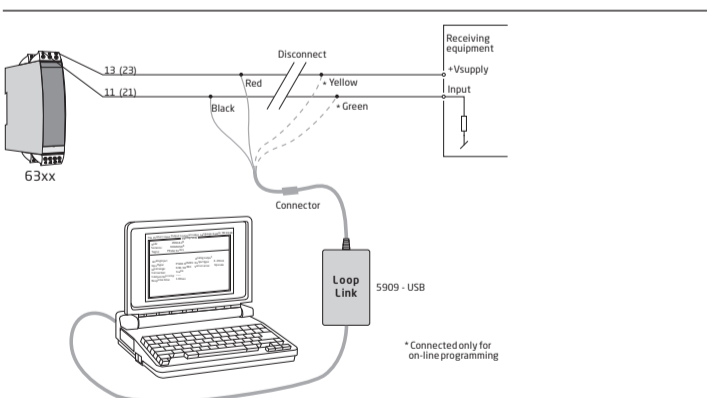 Receiving
equipment
Disconnect
13 (23)
+Vsupply
Red
* Yellow
11 (21)
Input
Black
* Green
63xx
Connector
Loop
Link
5909 - USB
* Connected only for
on-line programming